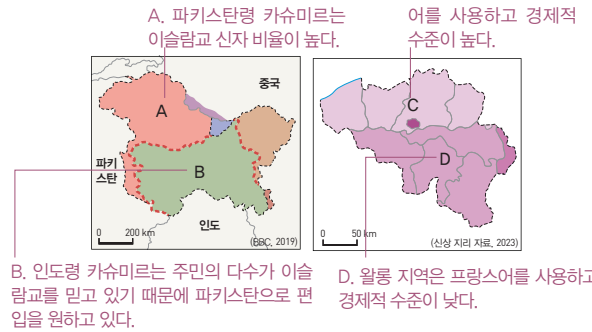 A. 파키스탄령 카슈미르는
이슬람교 신자 비율이 높다.
어를 사용하고 경제적
수준이 높다.
중국
A
파키
스탄
B
인도
0 200 km
(BBC, 2019)
C
D
0 50 km
(신상 지리 자료, 2023)
B. 인도령 카슈미르는 주민의 다수가 이슬
람교를 믿고 있기 때문에 파키스탄으로 편
입을 원하고 있다.
D. 왈롱 지역은 프랑스어를 사용하고
경제적 수준이 낮다.